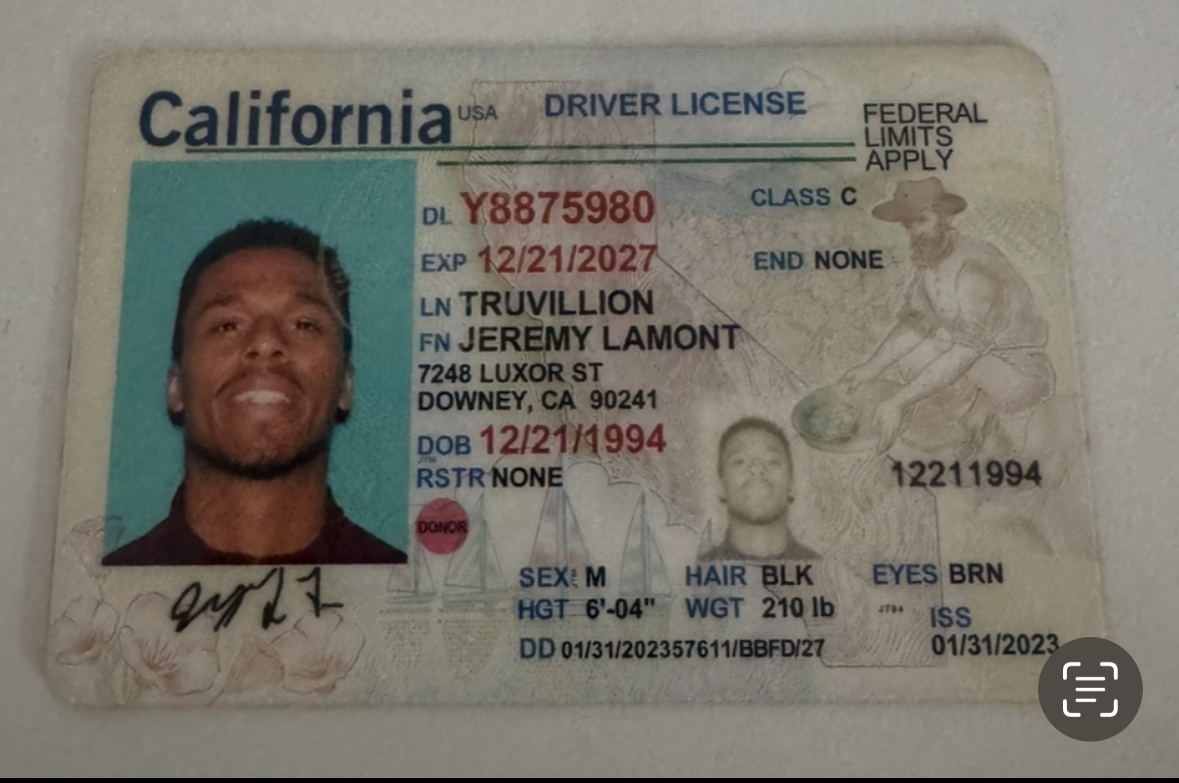 California USA DRIVER LICENSE
FEDERAL
LIMITS
APPLY
DL Y8875980 CLASS C
EXP 12/21/2027 END NONE
LN TRUVILLION
FN JEREMY LAMONT
7248 LUXOR ST
DOWNEY, CA 90241
DOB 12/21/1994
RSTR NONE 12211994
DONOR
SEX M HAIR BLK EYES BRN
HGT 6'-04" WGT 210 lb ISS
DD 01/31/202357611/BBFD/27 01/31/2023